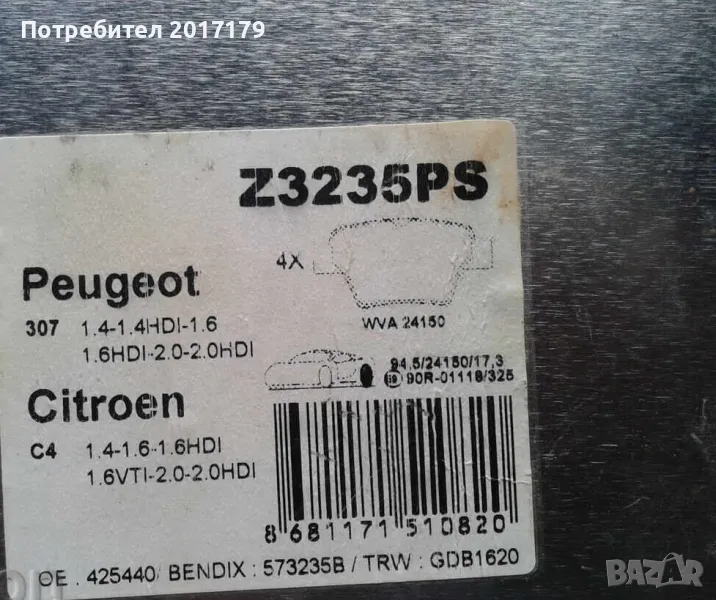 Потребител 2017179
Z3235PS
4X
WVA 24150
Peugeot
307 1.4-1.4HDI-1.6
1.6HDI-2.0-2.0HDI
94,5/24150/17,3
90R-01118/325
Citroen
C4 1.4-1.6-1.6HDI
1.6VTI-2.0-2.0HDI
8 681171 510820
OE . 425440/ BENDIX : 573235B / TRW : GDB1620
BAZAR